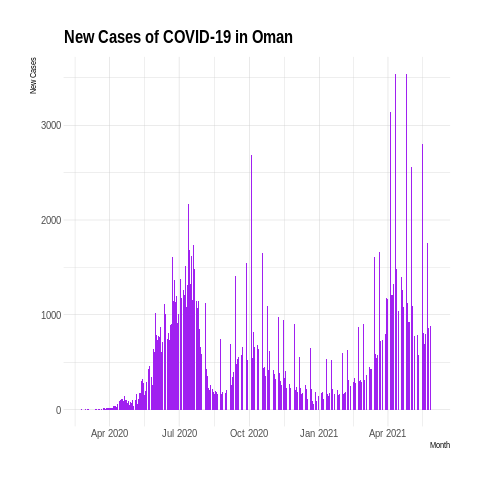 New Cases of COVID-19 in Oman
New Cases
3000
2000
1000
0
Apr 2020 Jul 2020 Oct 2020 Jan 2021 Apr 2021
Month